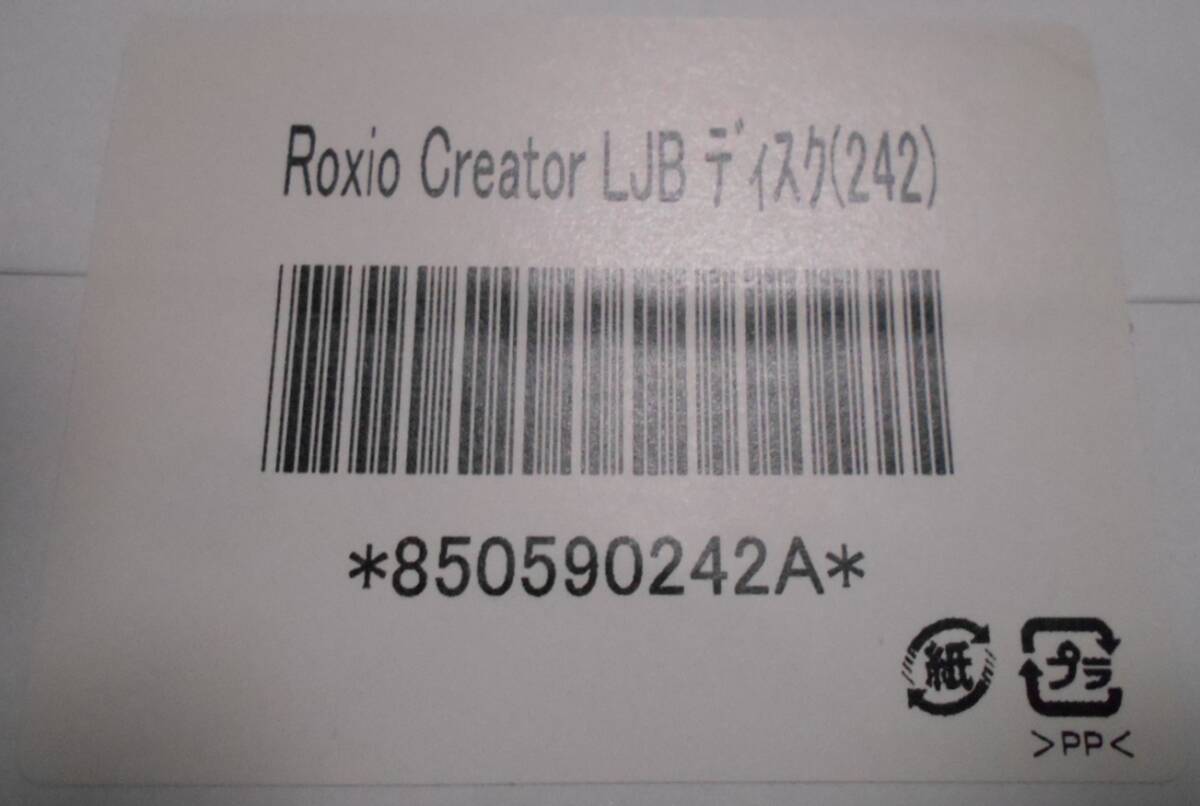 Roxio Creator LJB ディスク(242)
*850590242A*
紙 プラ
>PP<